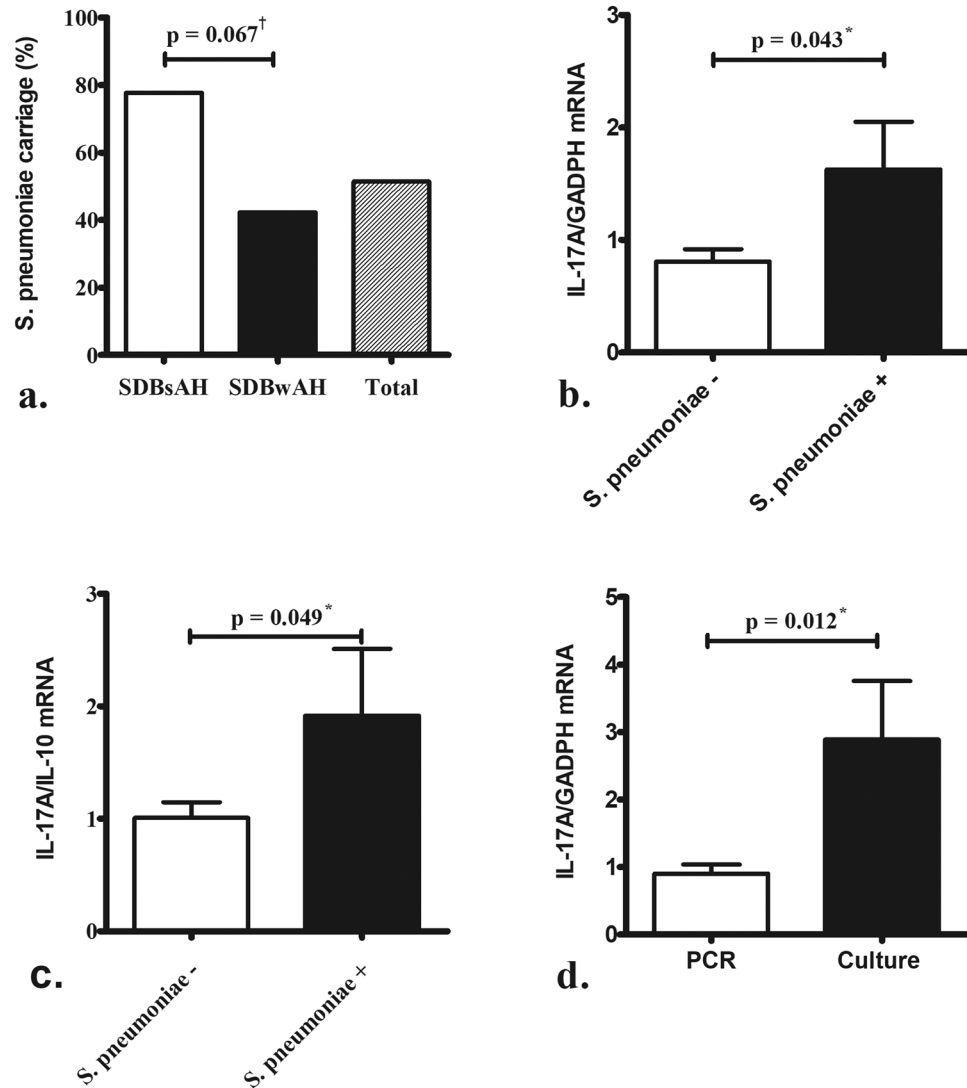 S. pneumoniae carriage (%)
100
80
60
40
20
0
p = 0.067†
SDBsAH SDBwAH Total
a.
IL-17A/GADPH mRNA
3
2
1
0
p = 0.043*
S. pneumoniae -
S. pneumoniae +
b.
IL-17A/IL-10 mRNA
3
2
1
0
p = 0.049*
S. pneumoniae -
S. pneumoniae +
c.
IL-17A/GADPH mRNA
5
4
3
2
1
0
p = 0.012*
PCR Culture
d.